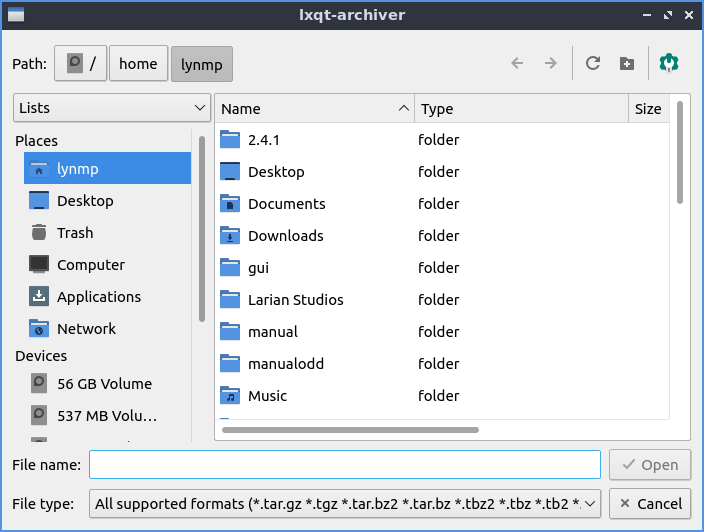 lxqt-archiver
Path: / home lynmp
Lists
Name Type Size
Places
lynmp
Desktop
Trash
Computer
Applications
Network
Devices
56 GB Volume
537 MB Volu...
2.4.1 folder
Desktop folder
Documents folder
Downloads folder
gui folder
Larian Studios folder
manual folder
manualodd folder
Music folder
File name: Open
File type: All supported formats (*.tar.gz *.tgz *.tar.bz2 *.tar.bz *.tbz2 *.tbz *.tb2 *. Cancel